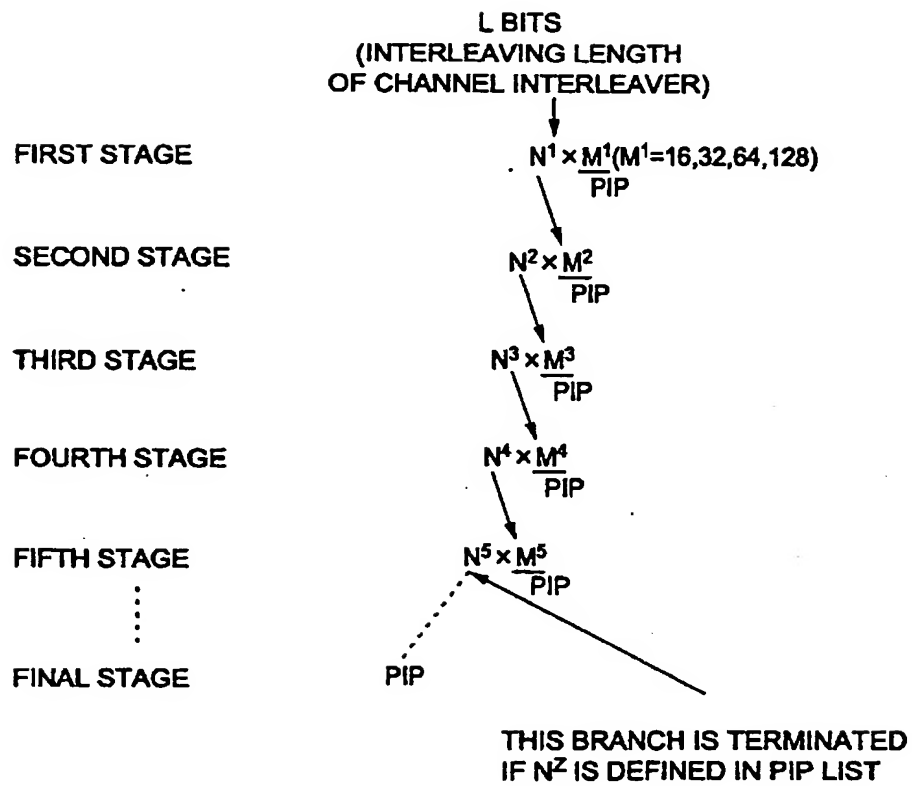 L BITS
(INTERLEAVING LENGTH
OF CHANNEL INTERLEAVER)
FIRST STAGE
N¹ × M¹(M¹=16,32,64,128)
PIP
SECOND STAGE
N² × M²
PIP
THIRD STAGE
N³ × M³
PIP
FOURTH STAGE
N⁴ × M⁴
PIP
FIFTH STAGE
N⁵ × M⁵
PIP
FINAL STAGE
PIP
THIS BRANCH IS TERMINATED
IF Nᶻ IS DEFINED IN PIP LIST